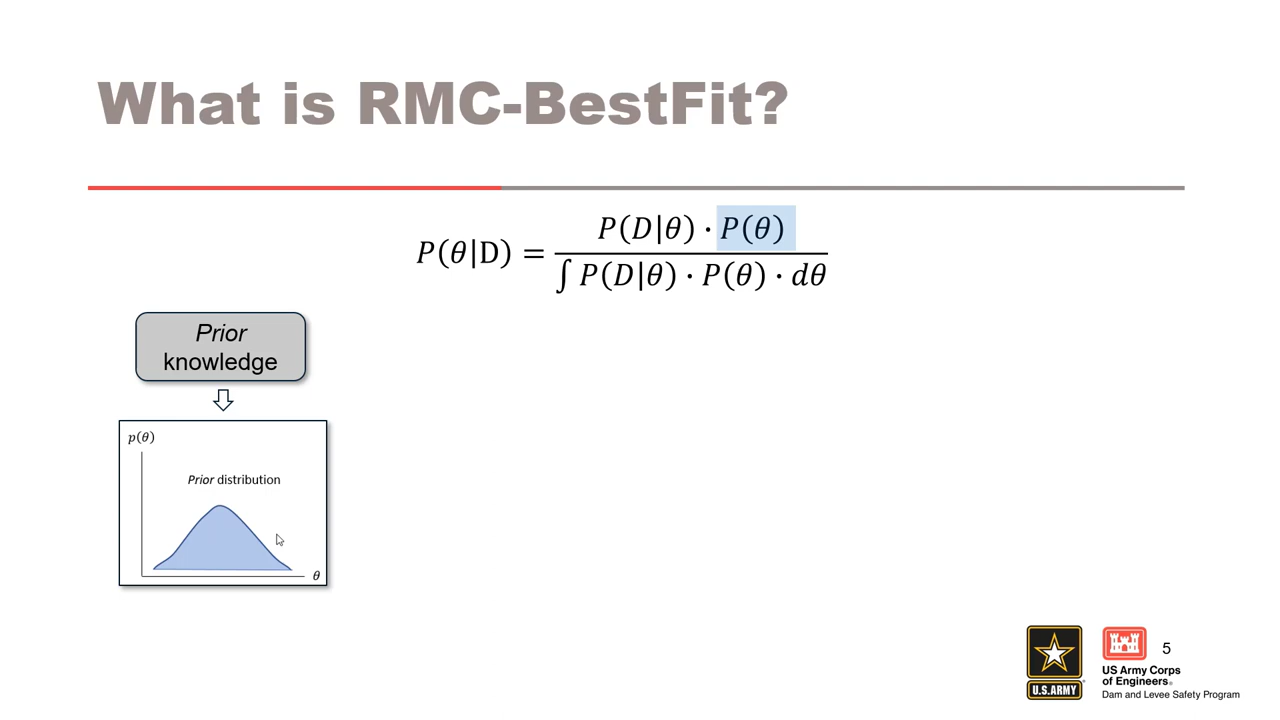 What is RMC-BestFit?
P(θ|D) = P(D|θ) · P(θ) / ∫ P(D|θ) · P(θ) · dθ
Prior
knowledge
p(θ)
Prior distribution
θ
U.S.ARMY
US Army Corps
of Engineers®
Dam and Levee Safety Program
5